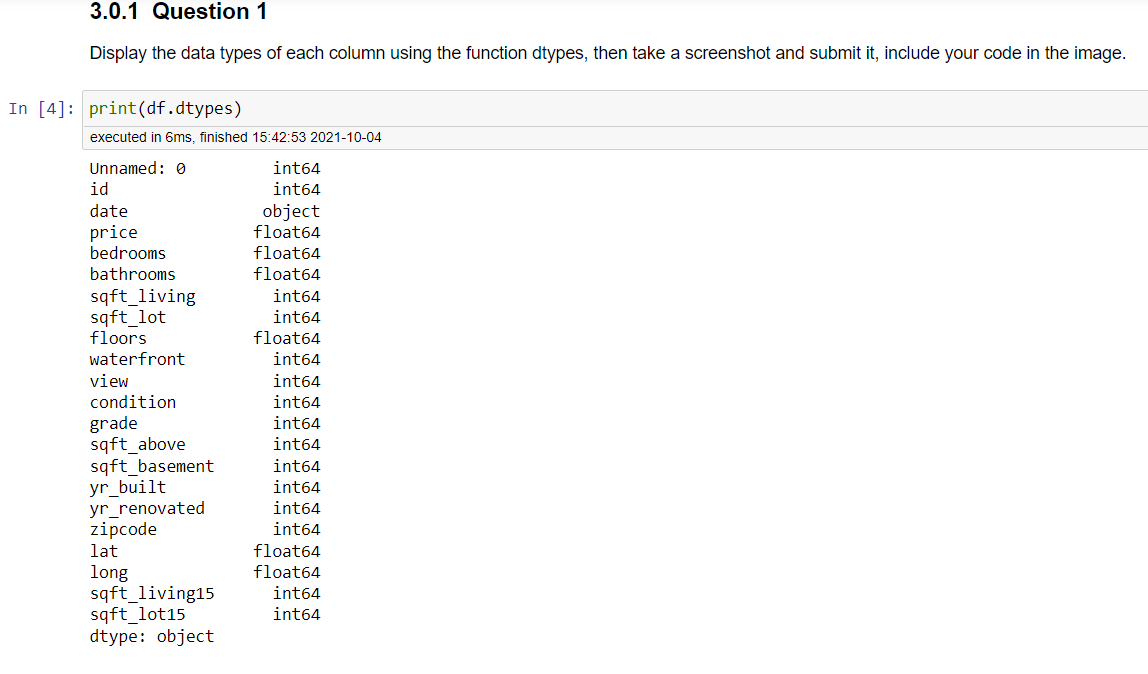 3.0.1 Question 1
Display the data types of each column using the function dtypes, then take a screenshot and submit it, include your code in the image.
In [4]: print(df.dtypes)
executed in 6ms, finished 15:42:53 2021-10-04
Unnamed: 0 int64
id int64
date object
price float64
bedrooms float64
bathrooms float64
sqft_living int64
sqft_lot int64
floors float64
waterfront int64
view int64
condition int64
grade int64
sqft_above int64
sqft_basement int64
yr_built int64
yr_renovated int64
zipcode int64
lat float64
long float64
sqft_living15 int64
sqft_lot15 int64
dtype: object